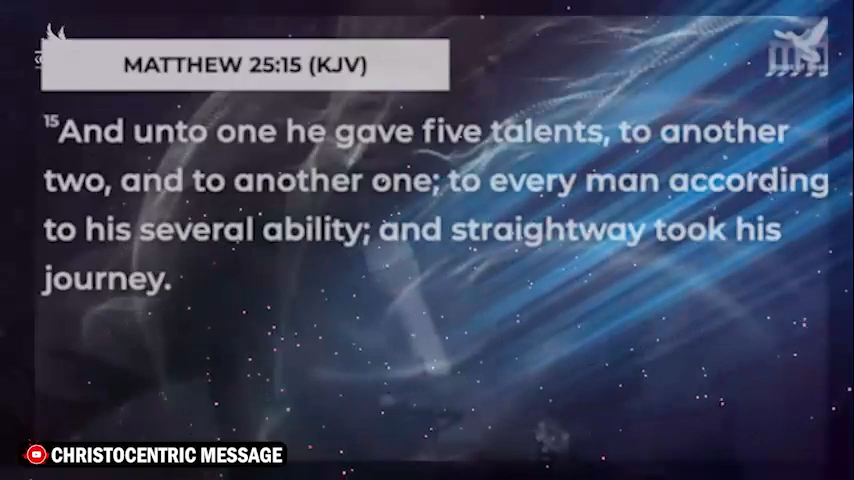 MATTHEW 25:15 (KJV)
15And unto one he gave five talents, to another
two, and to another one; to every man according
to his several ability; and straightway took his
journey.
CHRISTOCENTRIC MESSAGE